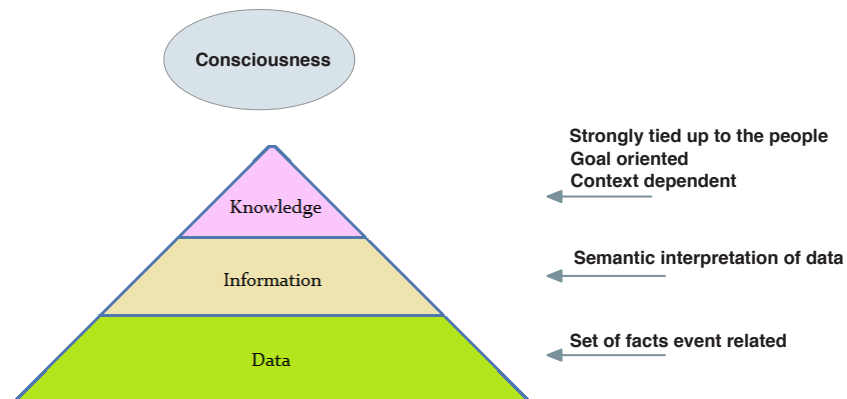 Consciousness
Strongly tied up to the people
Goal oriented
Context dependent
Knowledge
Semantic interpretation of data
Information
Set of facts event related
Data